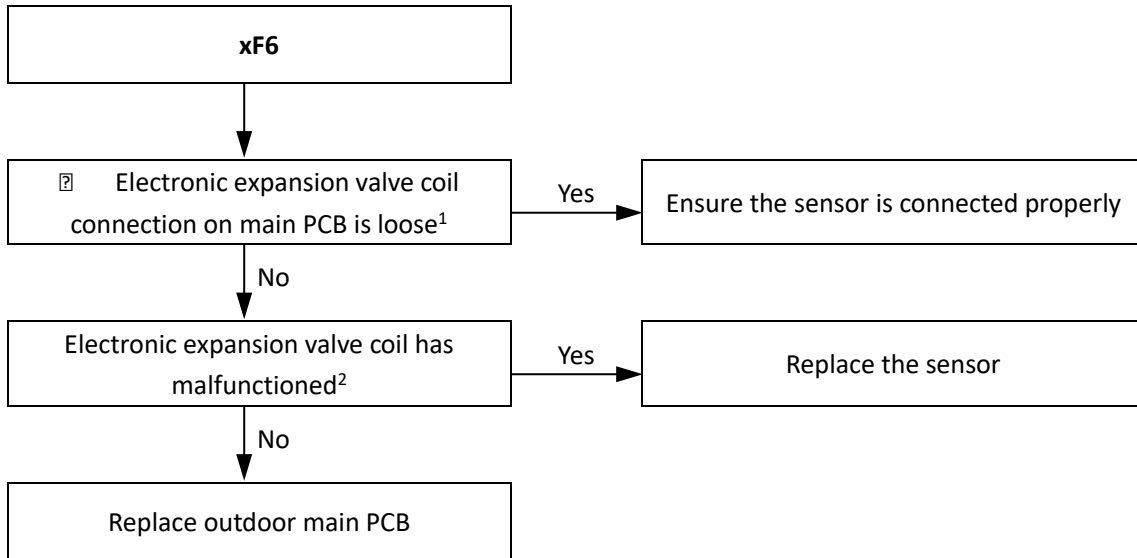 xF6
Electronic expansion valve coil
connection on main PCB is loose¹
Yes
Ensure the sensor is connected properly
No
Electronic expansion valve coil has
malfunctioned²
Yes
Replace the sensor
No
Replace outdoor main PCB